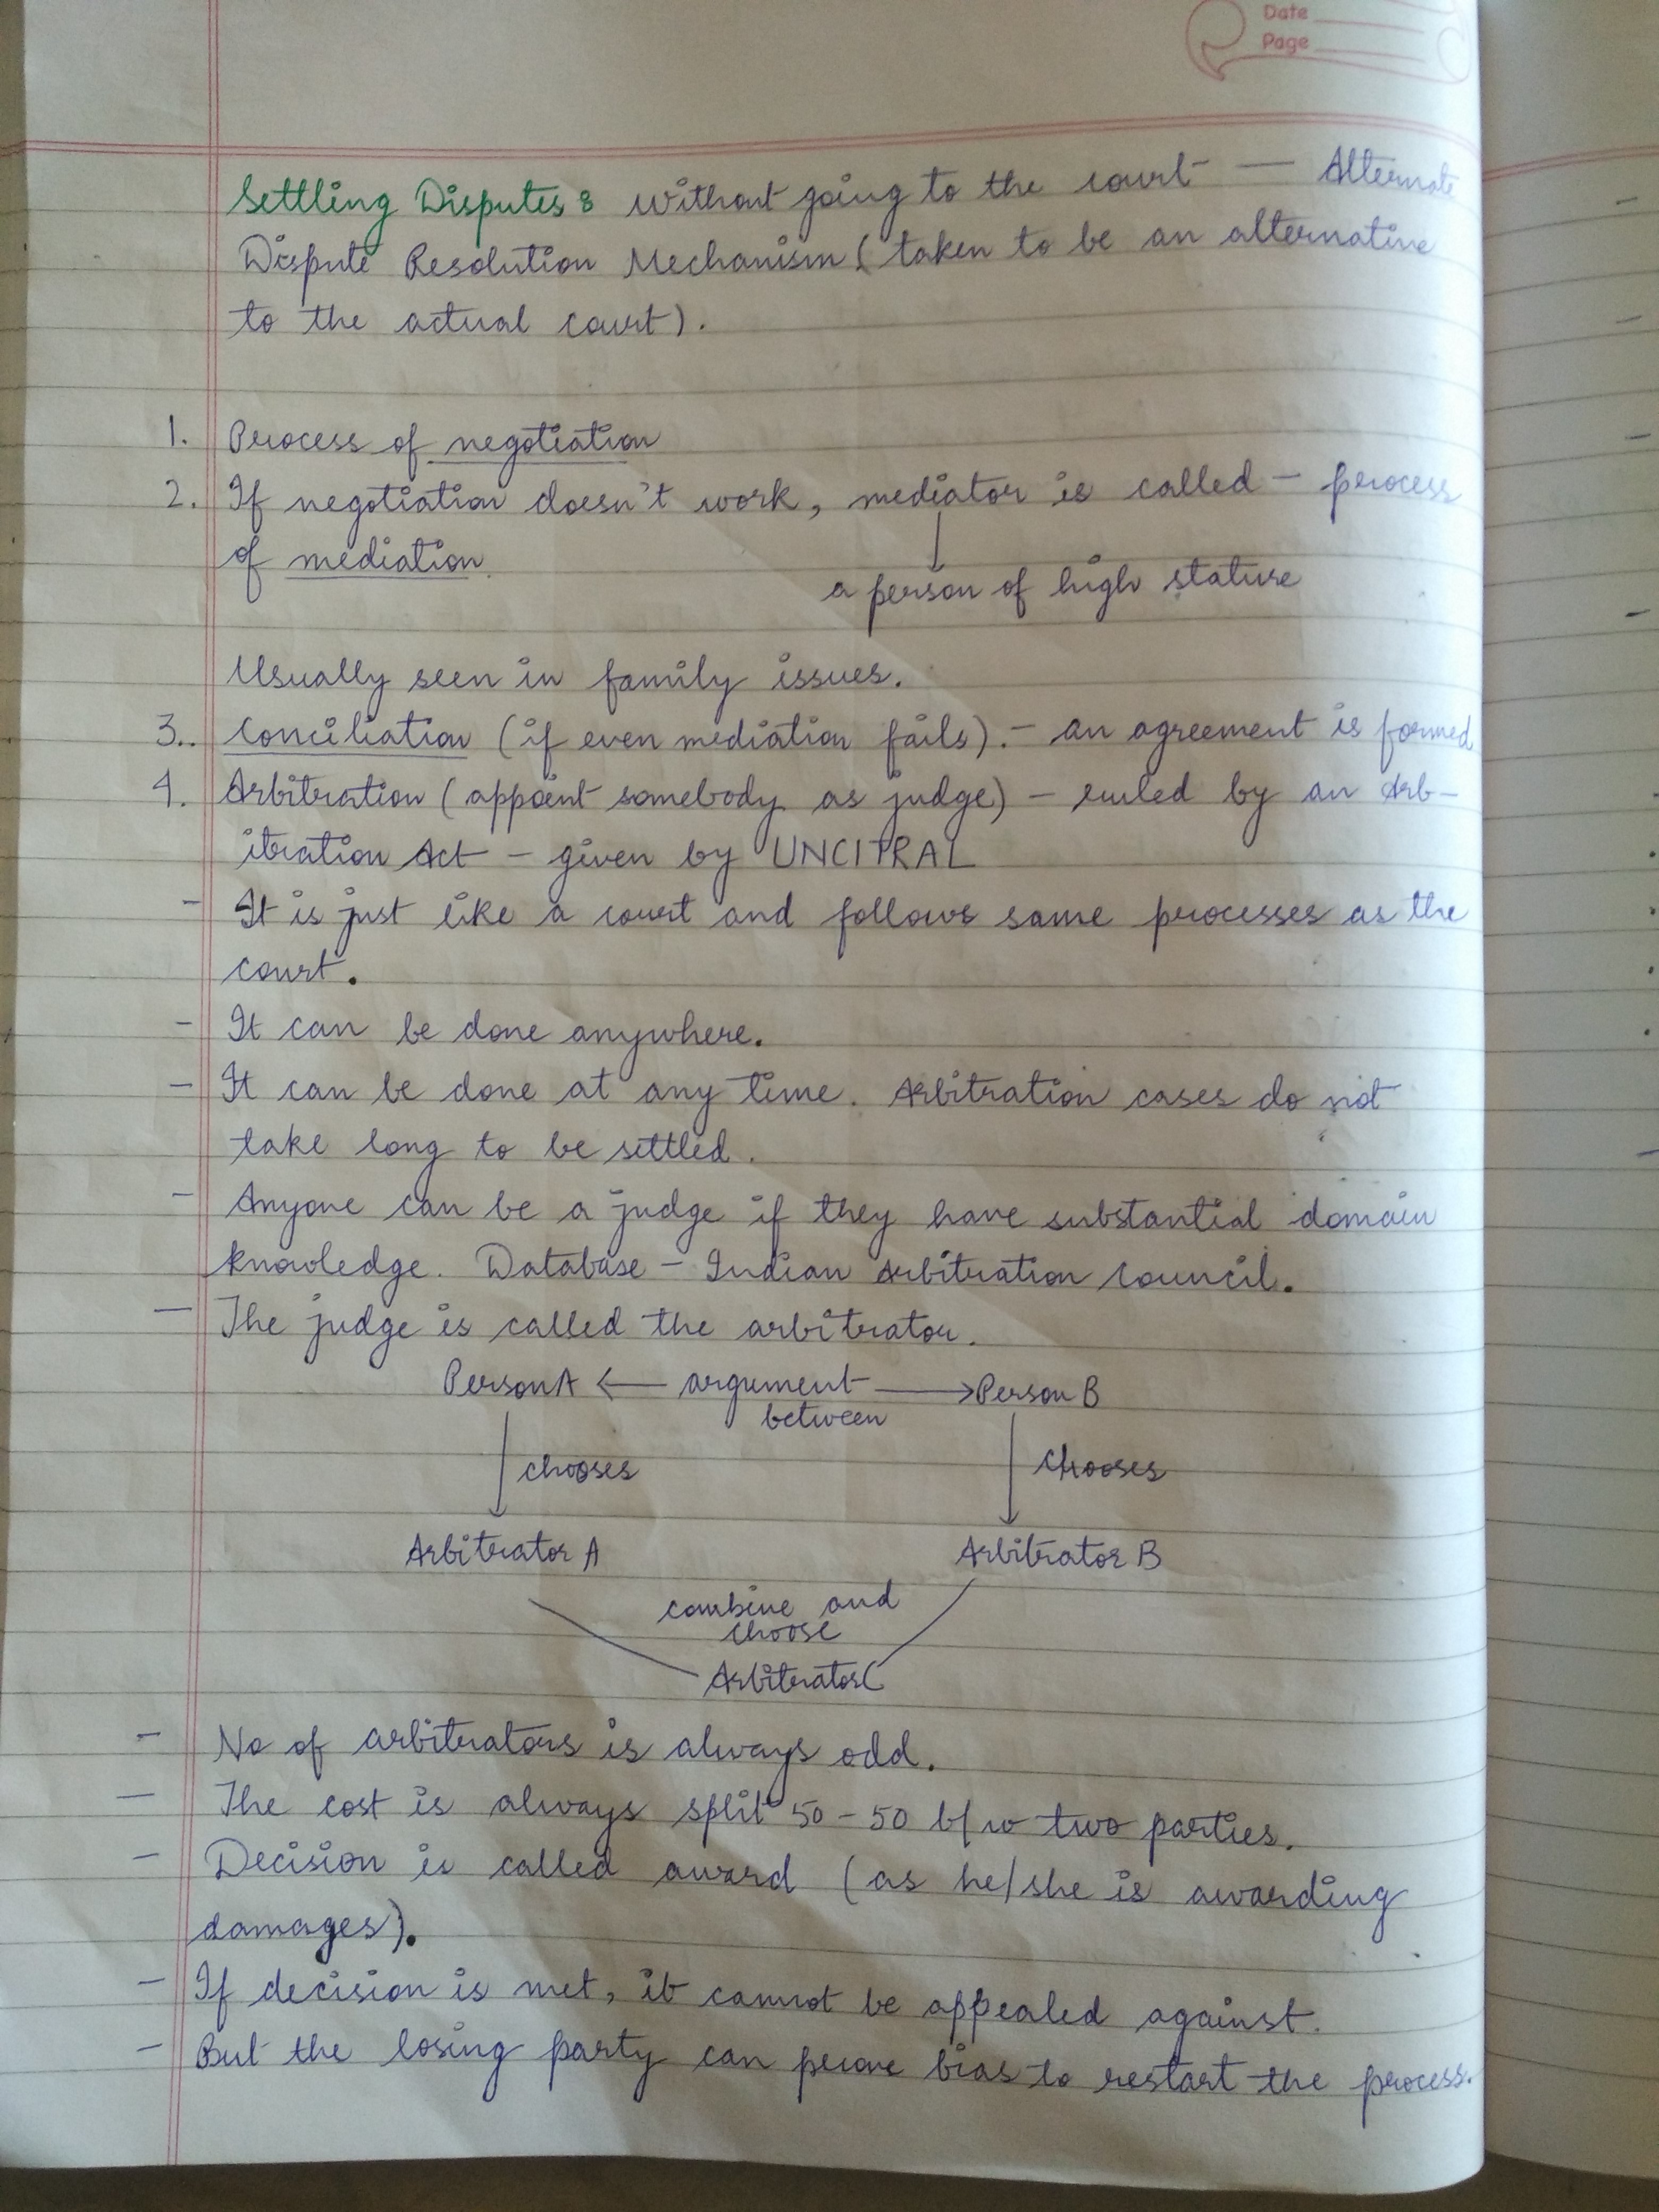 Date
Page
Settling Disputes : Without going to the court — Alternate
Dispute Resolution Mechanism (taken to be an alternative
to the actual court).
1. Process of negotiation
2. If negotiation doesn't work, mediator is called — process
of mediation.
a person of high stature
Usually seen in family issues.
3.. Conciliation (if even mediation fails). - an agreement is formed
4. Arbitration (appoint somebody as judge) - ruled by an Arb-
itration Act - given by UNCITRAL
- It is just like a court and follows same processes as the
court.
- It can be done anywhere.
- It can be done at any time. Arbitration cases do not
take long to be settled.
- Anyone can be a judge if they have substantial domain
knowledge. Database - Indian Arbitration Council.
- The judge is called the arbitrator.
Person A ← argument → Person B
between
chooses chooses
Arbitrator A Arbitrator B
combine and
choose
Arbitrator C
- No of arbitrators is always odd.
- The cost is always split 50-50 b/w two parties.
- Decision is called award (as he/she is awarding
damages).
- If decision is met, it cannot be appealed against.
- But the losing party can prove bias to restart the process.